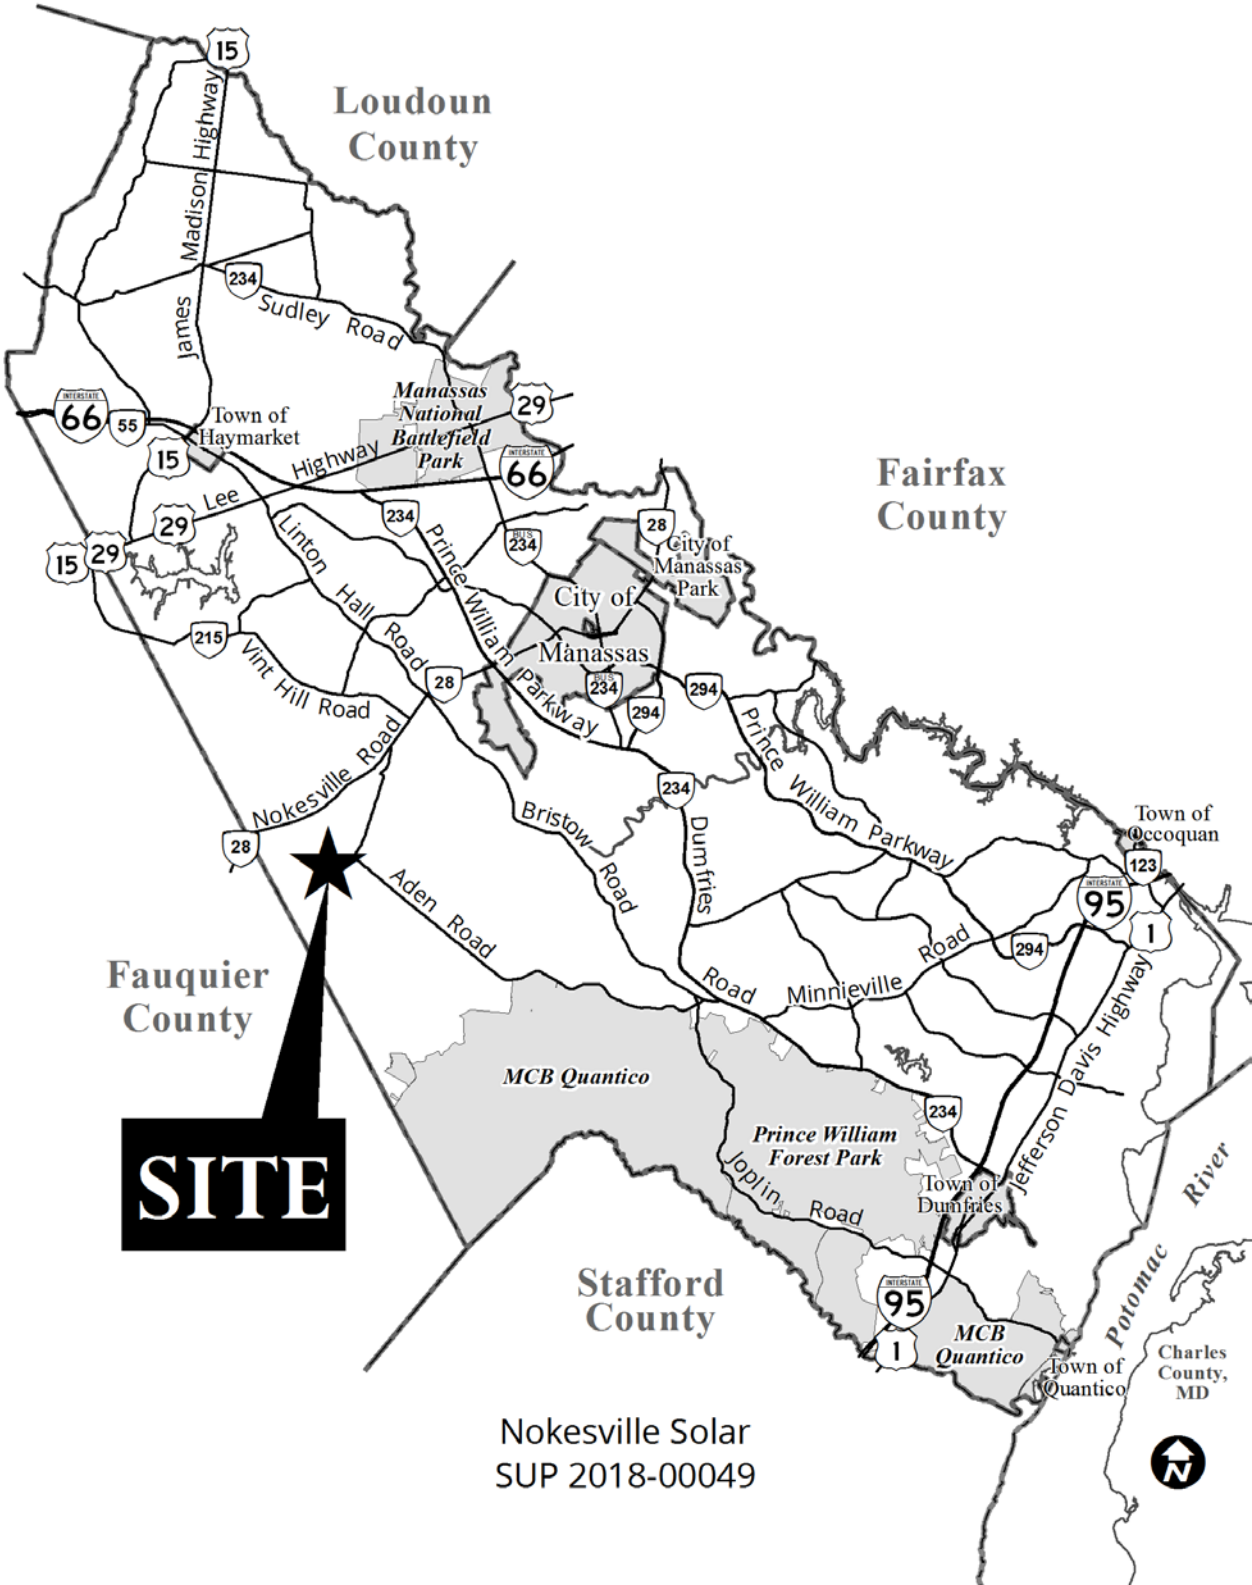 15
Loudoun
County
James Madison Highway
234
Sudley Road
Manassas
National
Battlefield
Park
29
INTERSTATE
66
55
Town of
Haymarket
15
Lee Highway
INTERSTATE
66
Fairfax
County
29
15
29
234
BUS
234
28
City of
Manassas
Park
Linton Hall Road
Prince William Parkway
City of
Manassas
215
Vint Hill Road
28
BUS
234
294
294
Nokesville Road
28
234
Prince William Parkway
Town of
Occoquan
123
Bristow Road
Dumfries Road
INTERSTATE
95
1
294
Aden Road
Minnieville Road
Fauquier
County
Jefferson Davis Highway
MCB Quantico
234
Prince William
Forest Park
SITE
Joplin Road
Town of
Dumfries
Potomac River
Stafford
County
INTERSTATE
95
1
MCB
Quantico
Town of
Quantico
Charles
County,
MD
Nokesville Solar
SUP 2018-00049
N